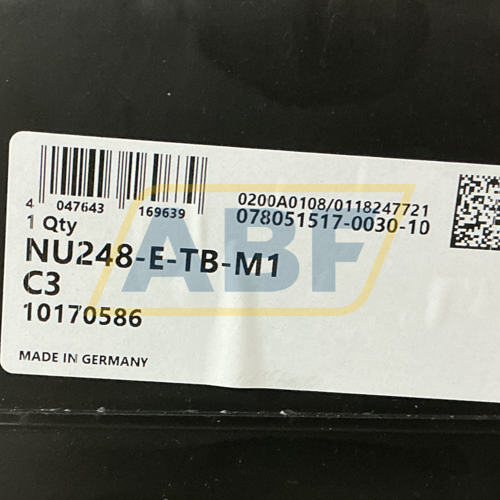 4 047643 169639
0200A0108/0118247721
078051517-0030-10
1 Qty
NU248-E-TB-M1
C3
10170586
MADE IN GERMANY
ABF